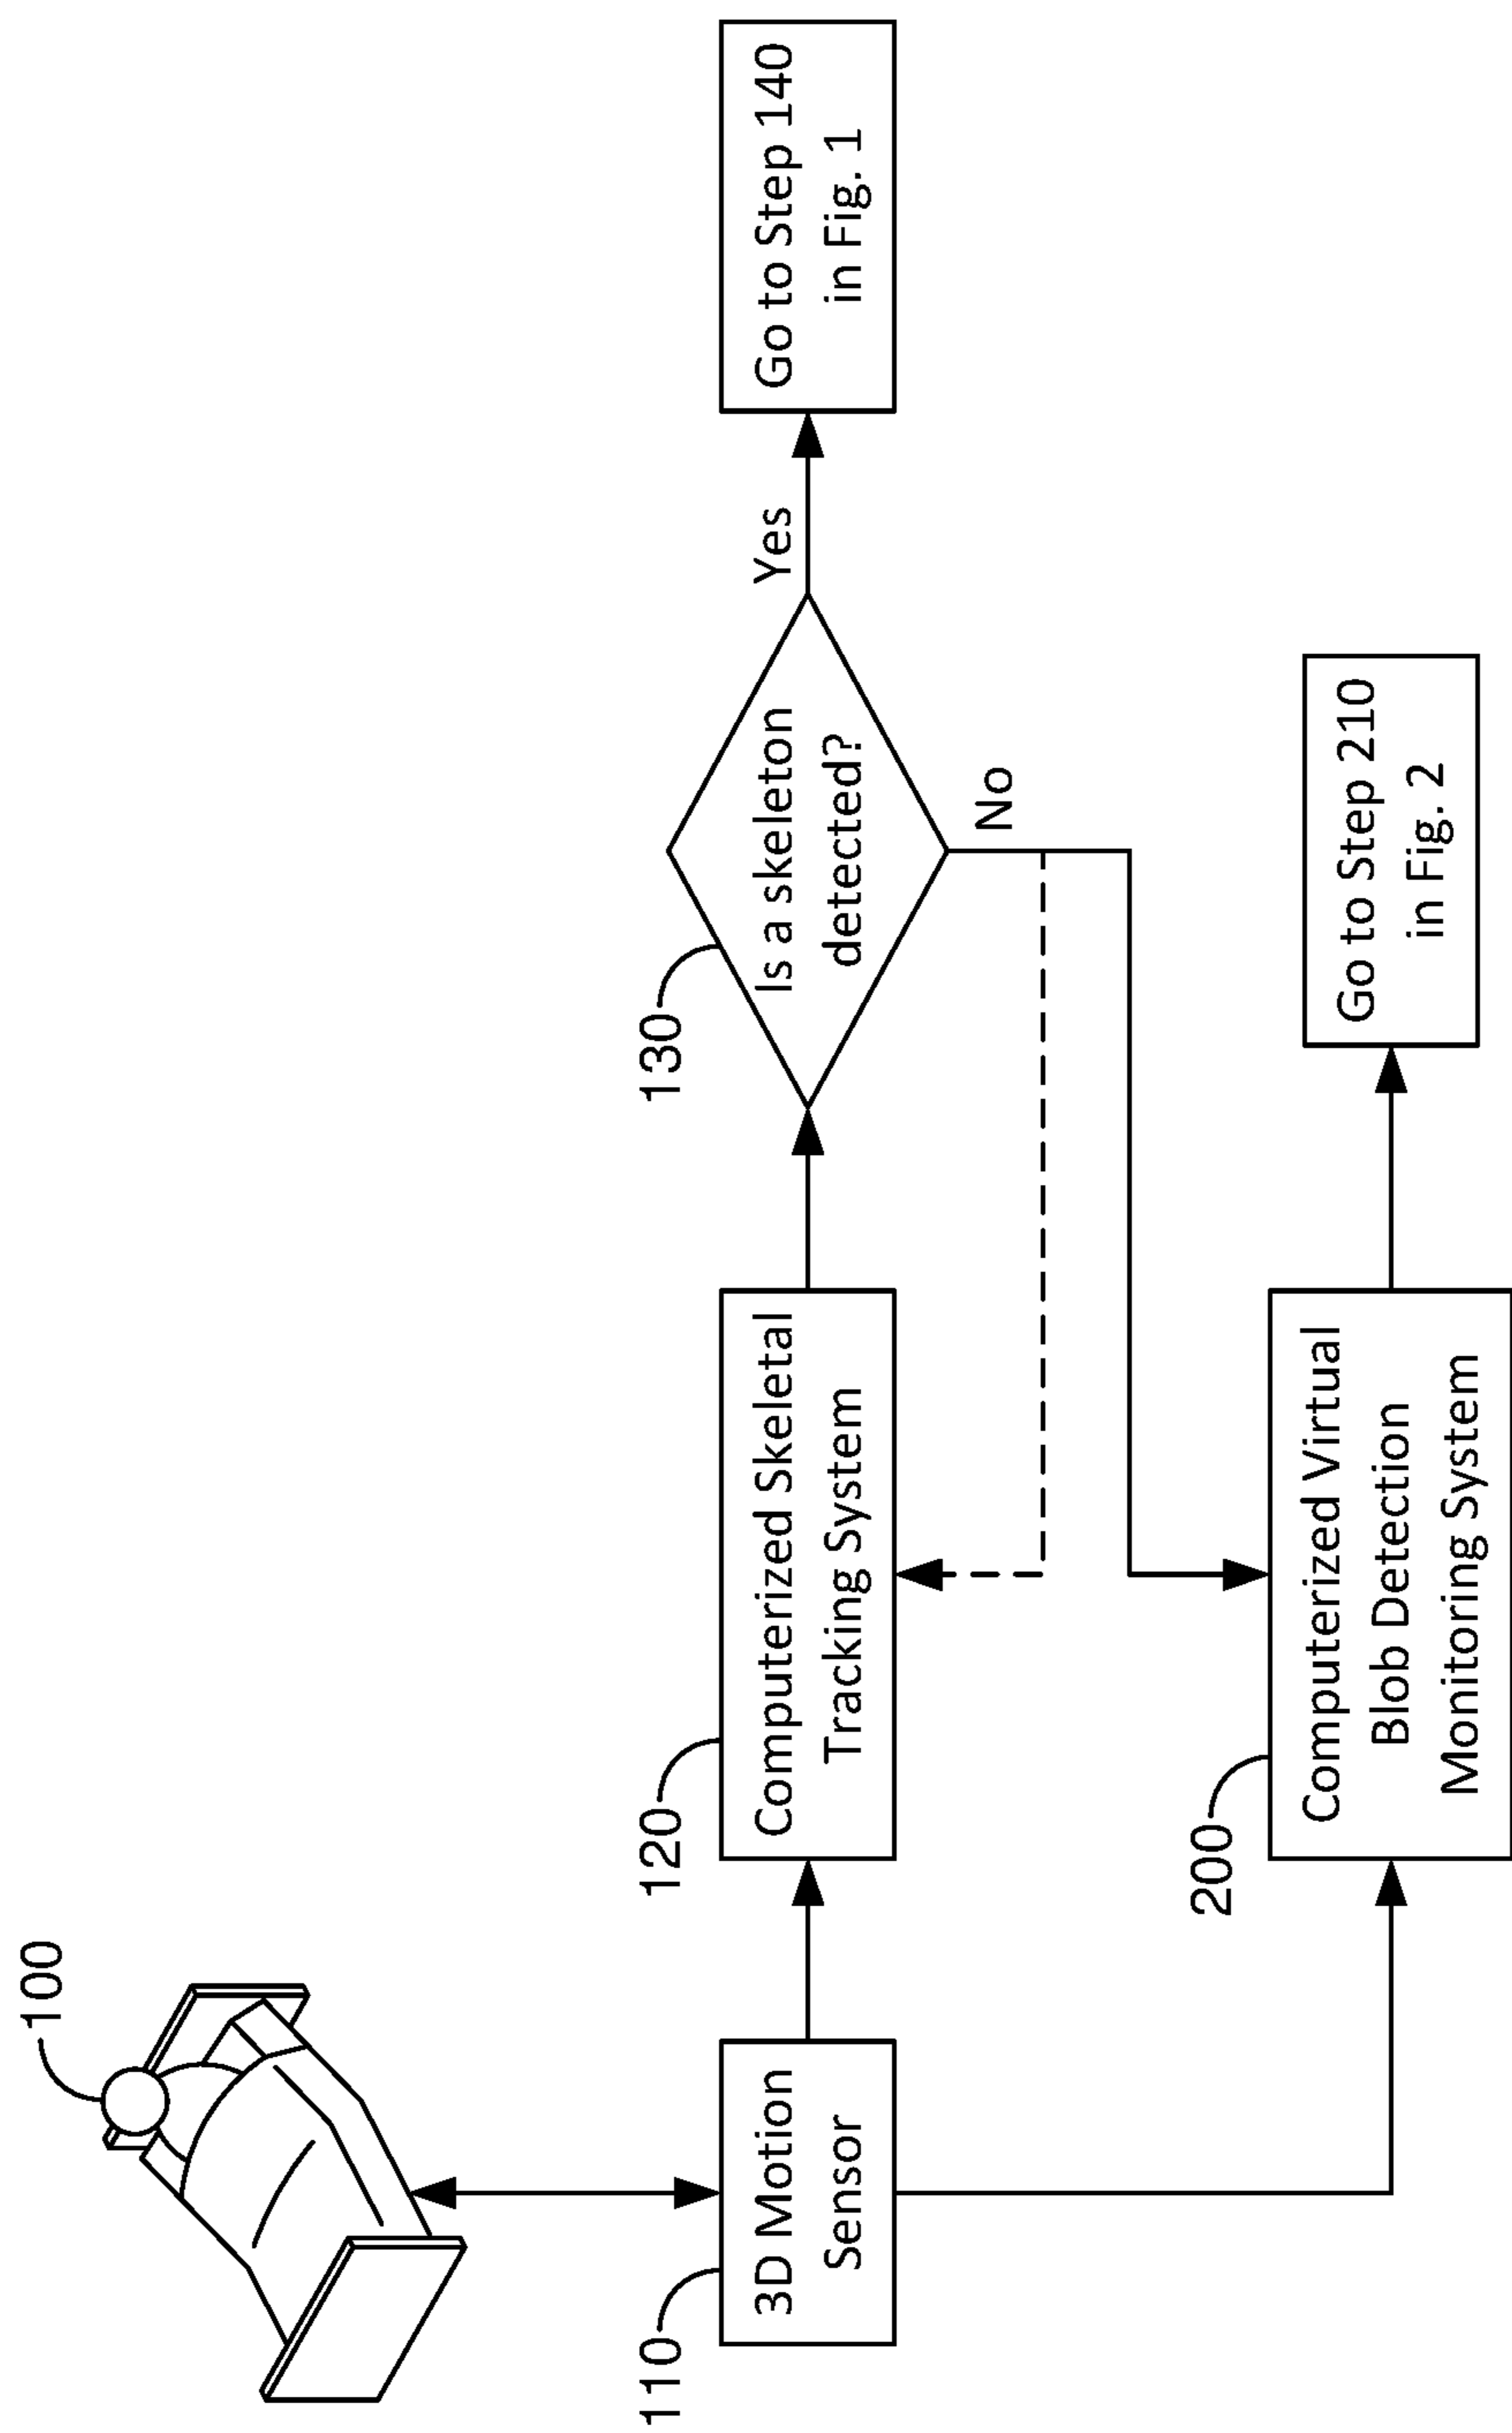 100
110
3D Motion
Sensor
120
Computerized Skeletal
Tracking System
130
Is a skeleton
detected?
Yes
Go to Step 140
in Fig. 1
No
200
Computerized Virtual
Blob Detection
Monitoring System
Go to Step 210
in Fig. 2